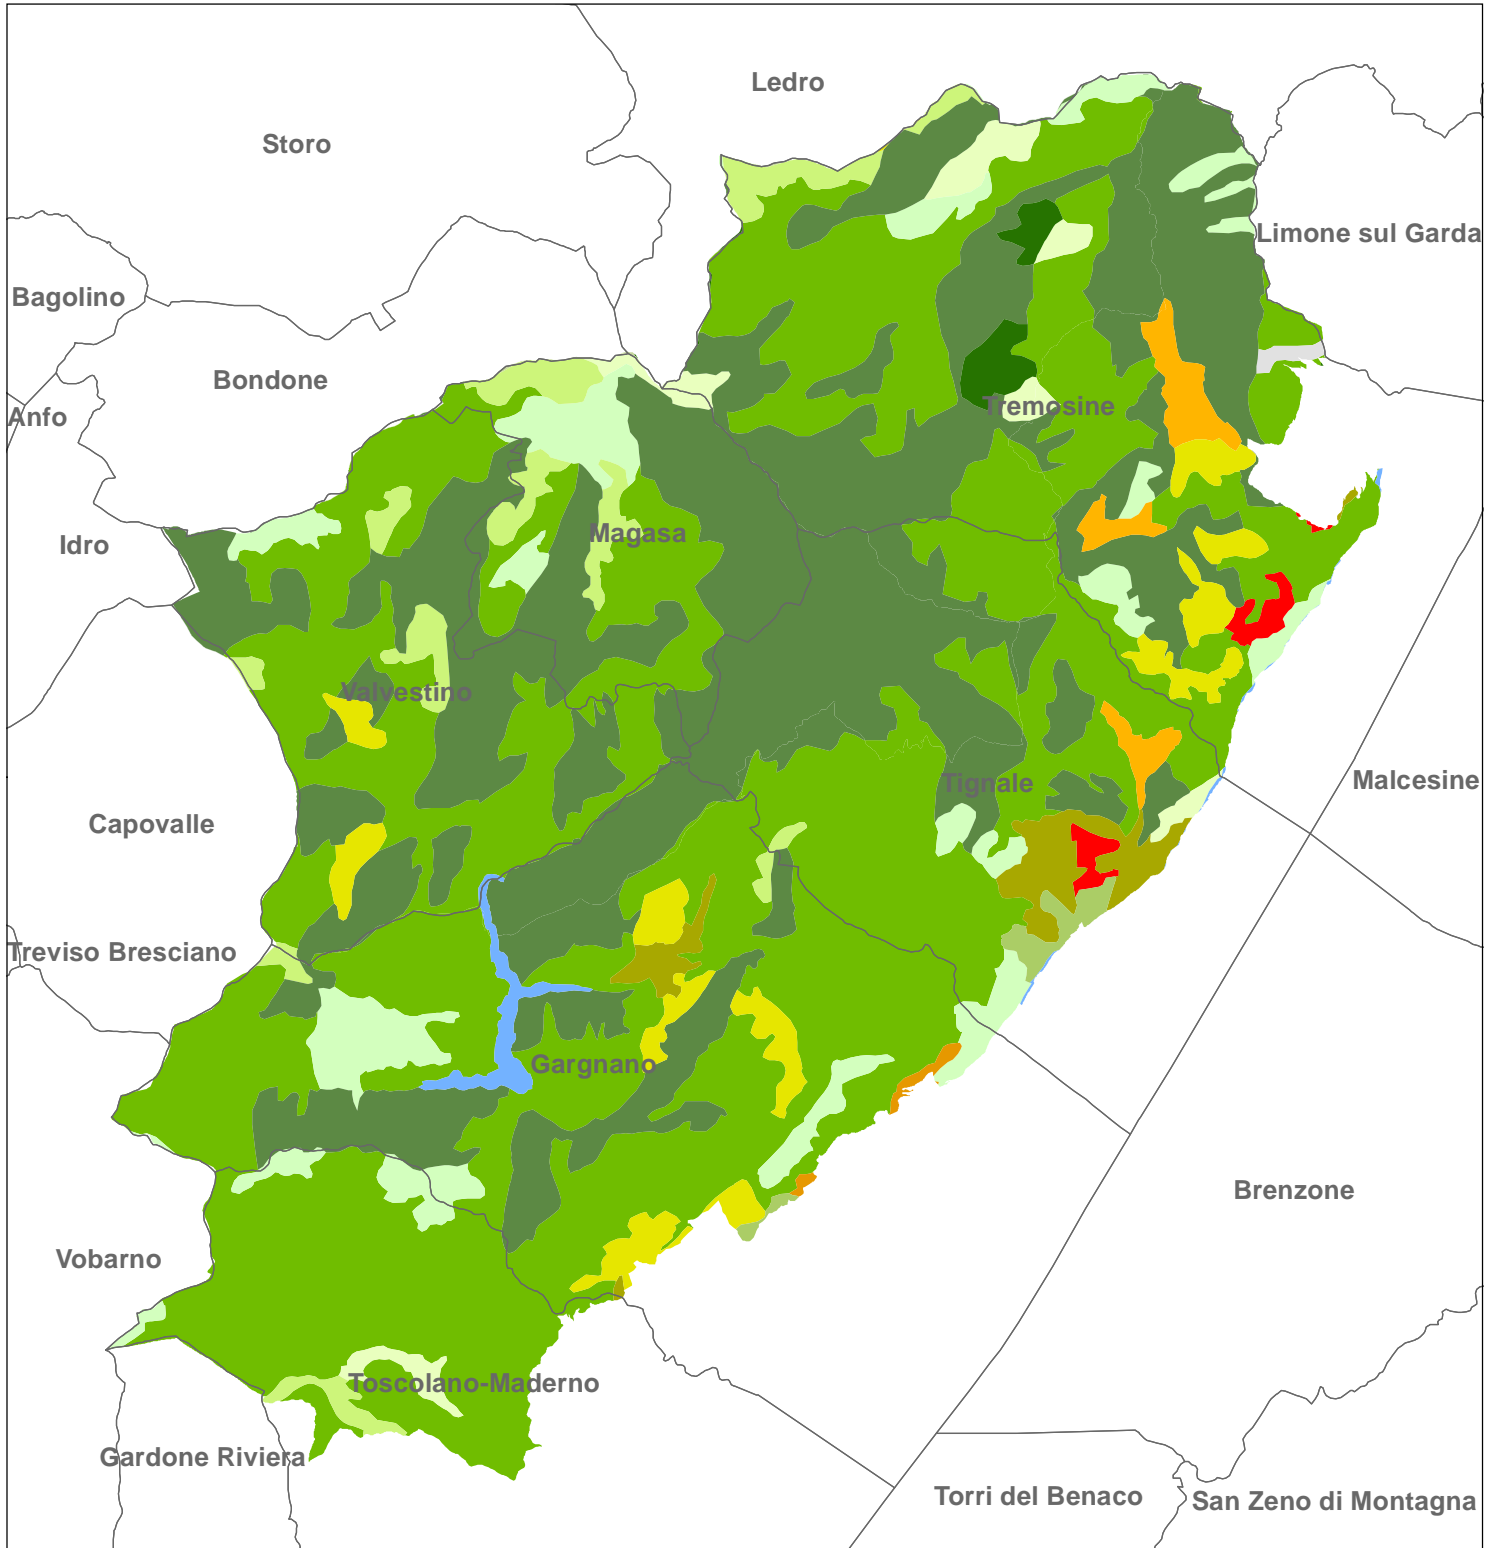 Ledro
Storo
Limone sul Garda
Bagolino
Bondone
Tremosine
Anfo
Magasa
Idro
Valvestino
Malcesine
Tignale
Capovalle
Treviso Bresciano
Gargnano
Brenzone
Vobarno
Toscolano-Maderno
Gardone Riviera
Torri del Benaco
San Zeno di Montagna